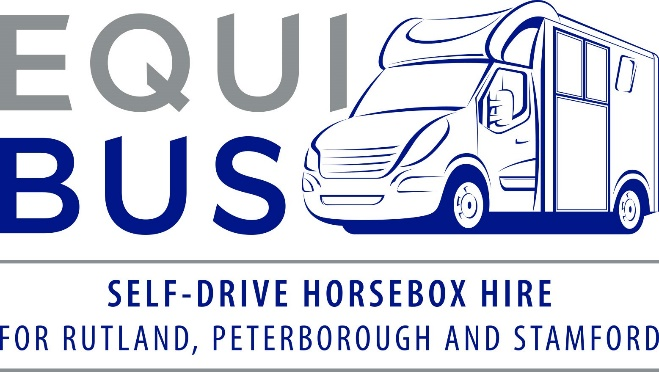 EQUI
BUS
SELF-DRIVE HORSEBOX HIRE
FOR RUTLAND, PETERBOROUGH AND STAMFORD